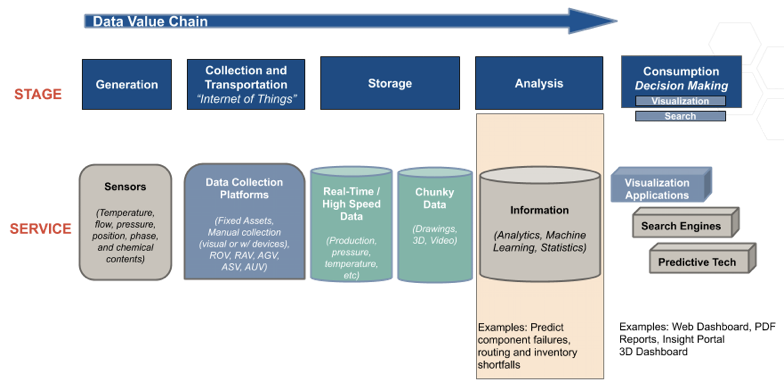 Data Value Chain
STAGE
Generation
Collection and
Transportation
“Internet of Things”
Storage
Analysis
Consumption
Decision Making
Visualization
Search
SERVICE
Sensors
(Temperature,
flow, pressure,
position, phase,
and chemical
contents)
Data Collection
Platforms
(Fixed Assets,
Manual collection
(visual or w/ devices),
ROV, RAV, AGV,
ASV, AUV)
Real-Time /
High Speed
Data
(Production,
pressure,
temperature,
etc)
Chunky
Data
(Drawings,
3D, Video)
Information
(Analytics, Machine
Learning, Statistics)
Visualization
Applications
Search Engines
Predictive Tech
Examples: Predict
component failures,
routing and inventory
shortfalls
Examples: Web Dashboard, PDF
Reports, Insight Portal
3D Dashboard